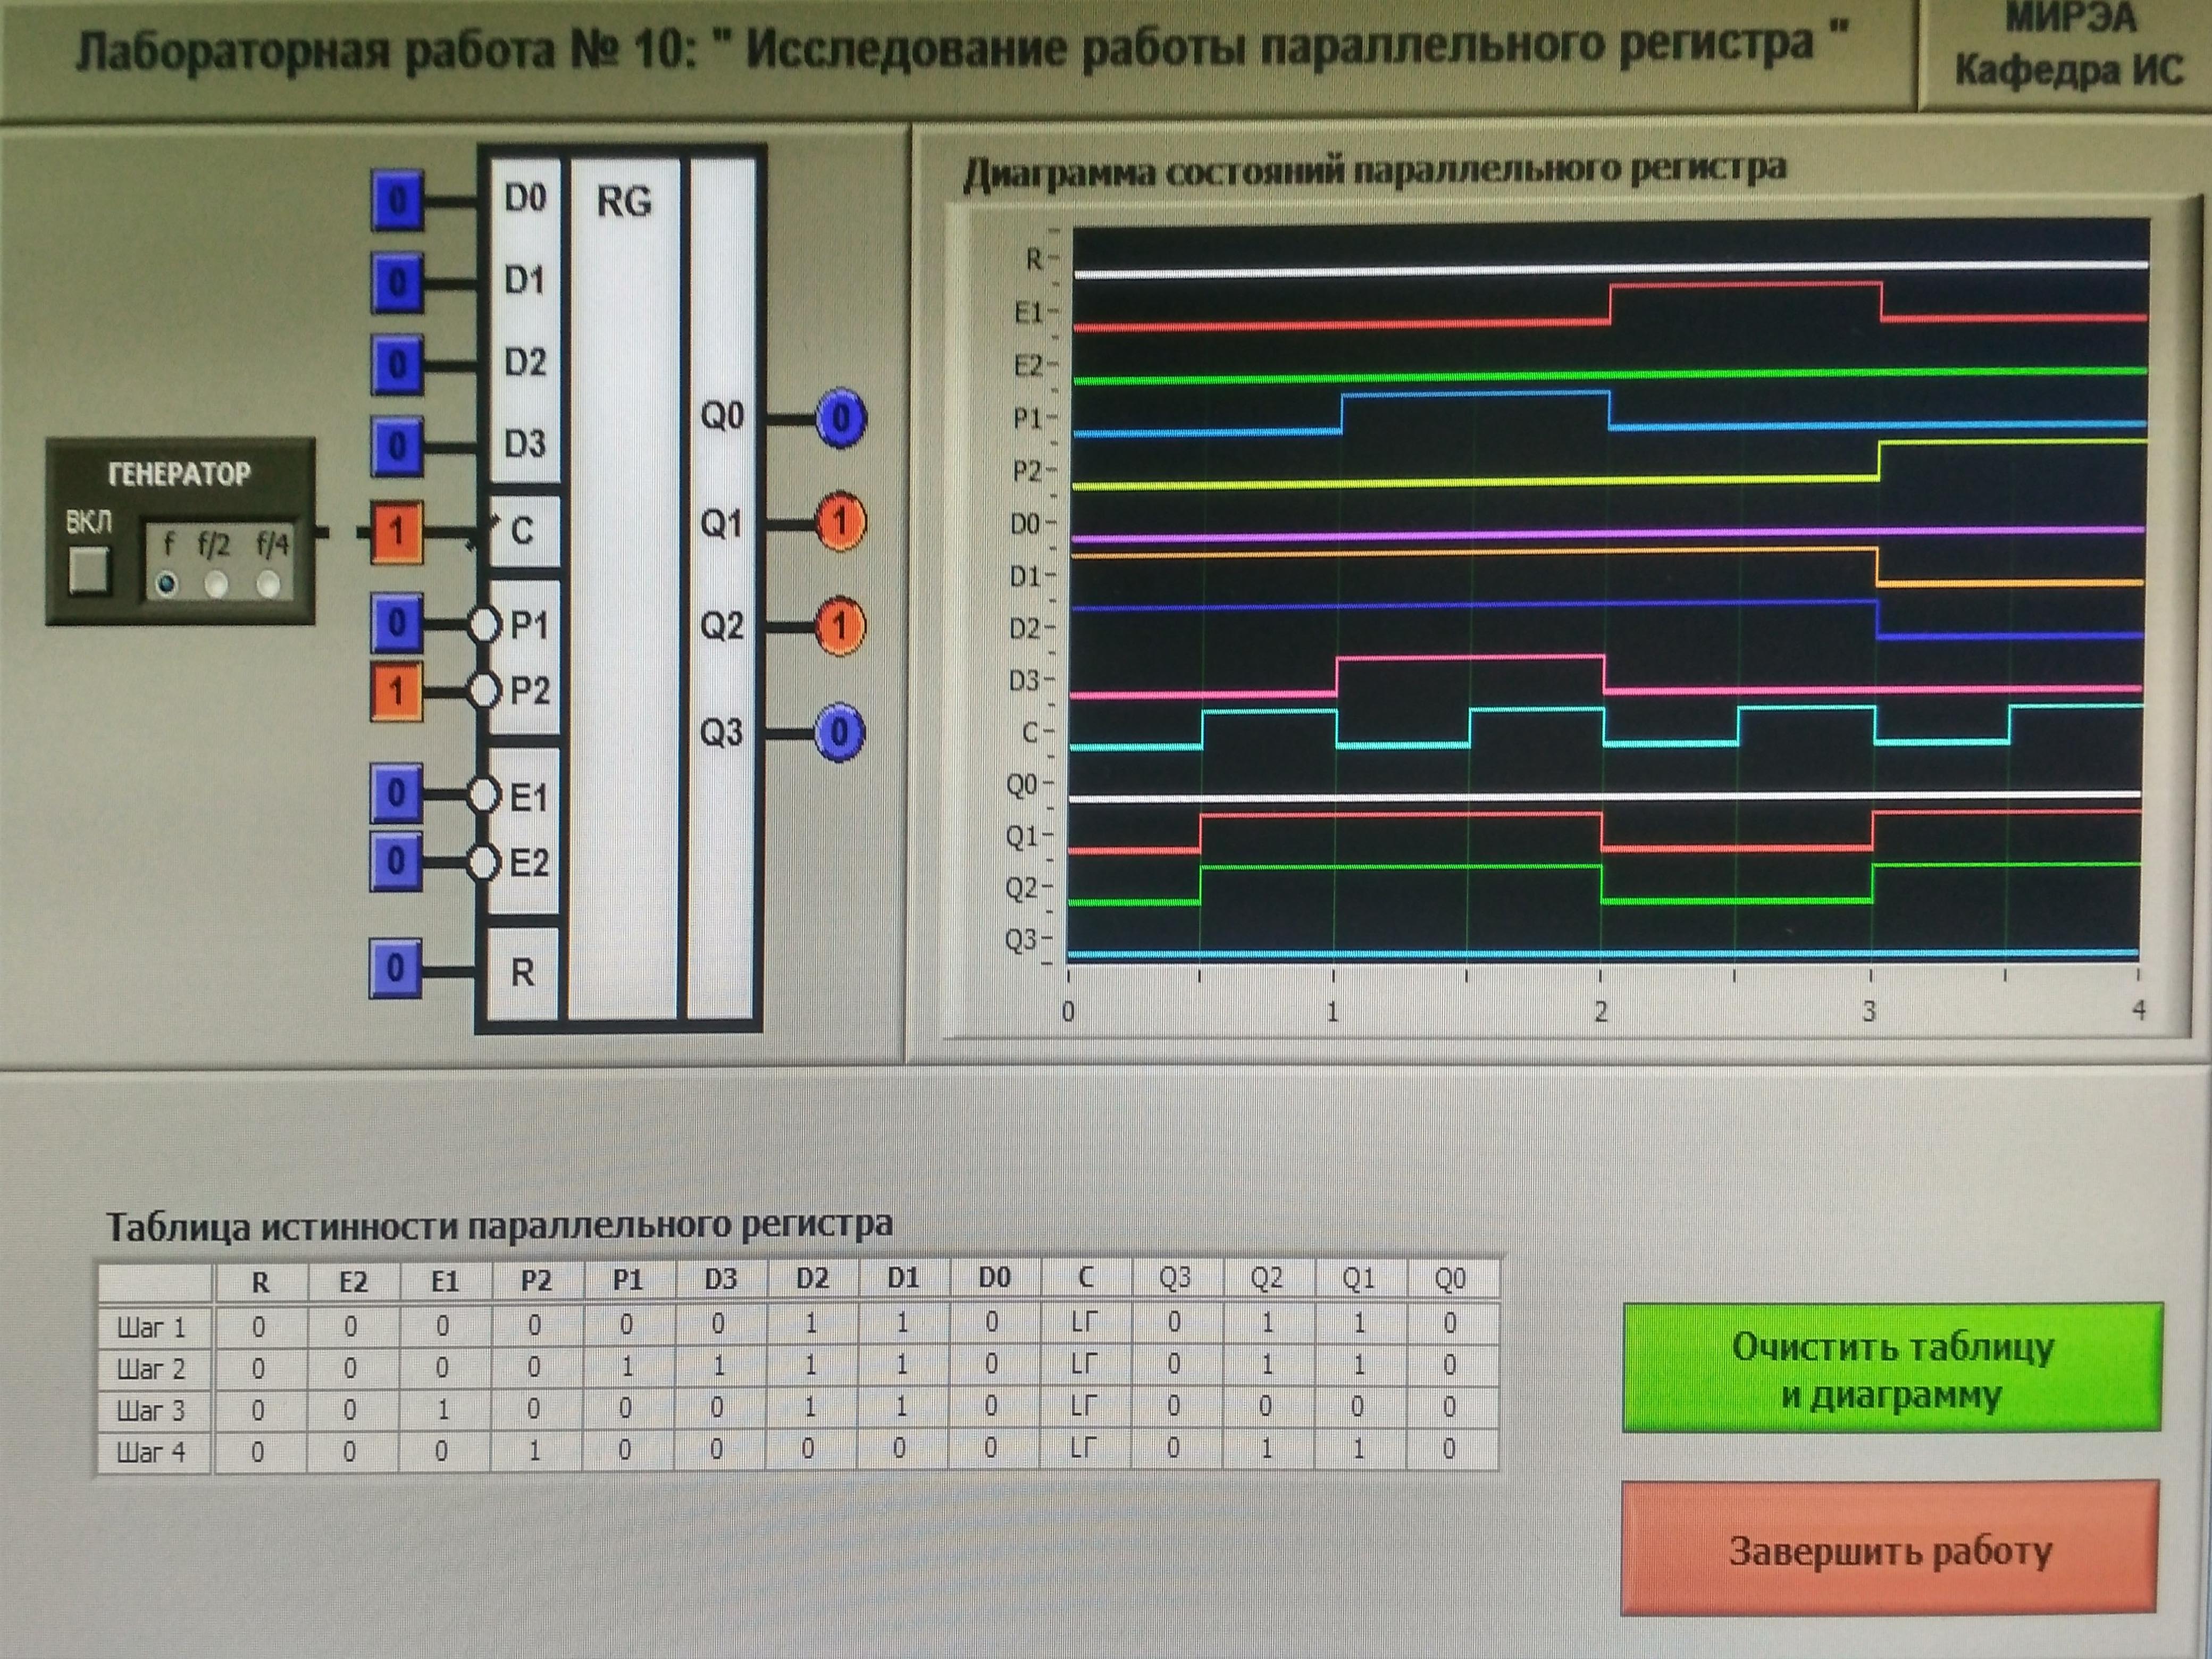 Лабораторная работа № 10: " Исследование работы параллельного регистра "
МИРЭА
Кафедра ИС
ГЕНЕРАТОР
ВКЛ
f f/2 f/4
0 D0 RG
0 D1
0 D2
0 D3
1 C
0 P1
1 P2
0 E1
0 E2
0 R
Q0 0
Q1 1
Q2 1
Q3 0
Диаграмма состояний параллельного регистра
R
E1
E2
P1
P2
D0
D1
D2
D3
C
Q0
Q1
Q2
Q3
0 1 2 3 4
Таблица истинности параллельного регистра
R E2 E1 P2 P1 D3 D2 D1 D0 C Q3 Q2 Q1 Q0
Шаг 1 0 0 0 0 0 0 1 1 0 LГ 0 1 1 0
Шаг 2 0 0 0 0 1 1 1 1 0 LГ 0 1 1 0
Шаг 3 0 0 1 0 0 0 1 1 0 LГ 0 0 0 0
Шаг 4 0 0 0 1 0 0 0 0 0 LГ 0 1 1 0
Очистить таблицу
и диаграмму
Завершить работу